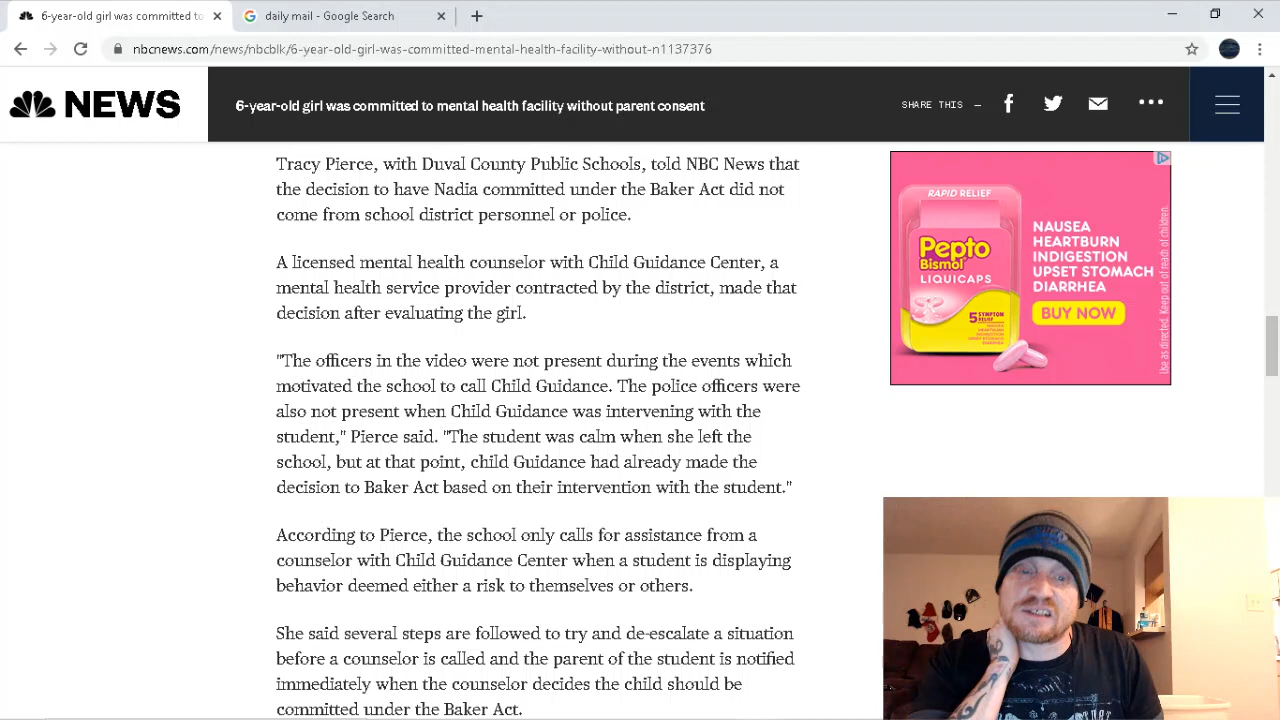 6-year-old girl was committed to
daily mail - Google Search
nbcnews.com/news/nbcblk/6-year-old-girl-was-committed-mental-health-facility-without-n1137376
NEWS
6-year-old girl was committed to mental health facility without parent consent
SHARE THIS —
Tracy Pierce, with Duval County Public Schools, told NBC News that
the decision to have Nadia committed under the Baker Act did not
come from school district personnel or police.
A licensed mental health counselor with Child Guidance Center, a
mental health service provider contracted by the district, made that
decision after evaluating the girl.
"The officers in the video were not present during the events which
motivated the school to call Child Guidance. The police officers were
also not present when Child Guidance was intervening with the
student," Pierce said. "The student was calm when she left the
school, but at that point, child Guidance had already made the
decision to Baker Act based on their intervention with the student."
According to Pierce, the school only calls for assistance from a
counselor with Child Guidance Center when a student is displaying
behavior deemed either a risk to themselves or others.
She said several steps are followed to try and de-escalate a situation
before a counselor is called and the parent of the student is notified
immediately when the counselor decides the child should be
committed under the Baker Act.
RAPID RELIEF
Pepto
Bismol
LIQUICAPS
5 SYMPTOM
RELIEF
NAUSEA
HEARTBURN
INDIGESTION
UPSET STOMACH
DIARRHEA
BUY NOW
Use as directed. Keep out of reach of children.